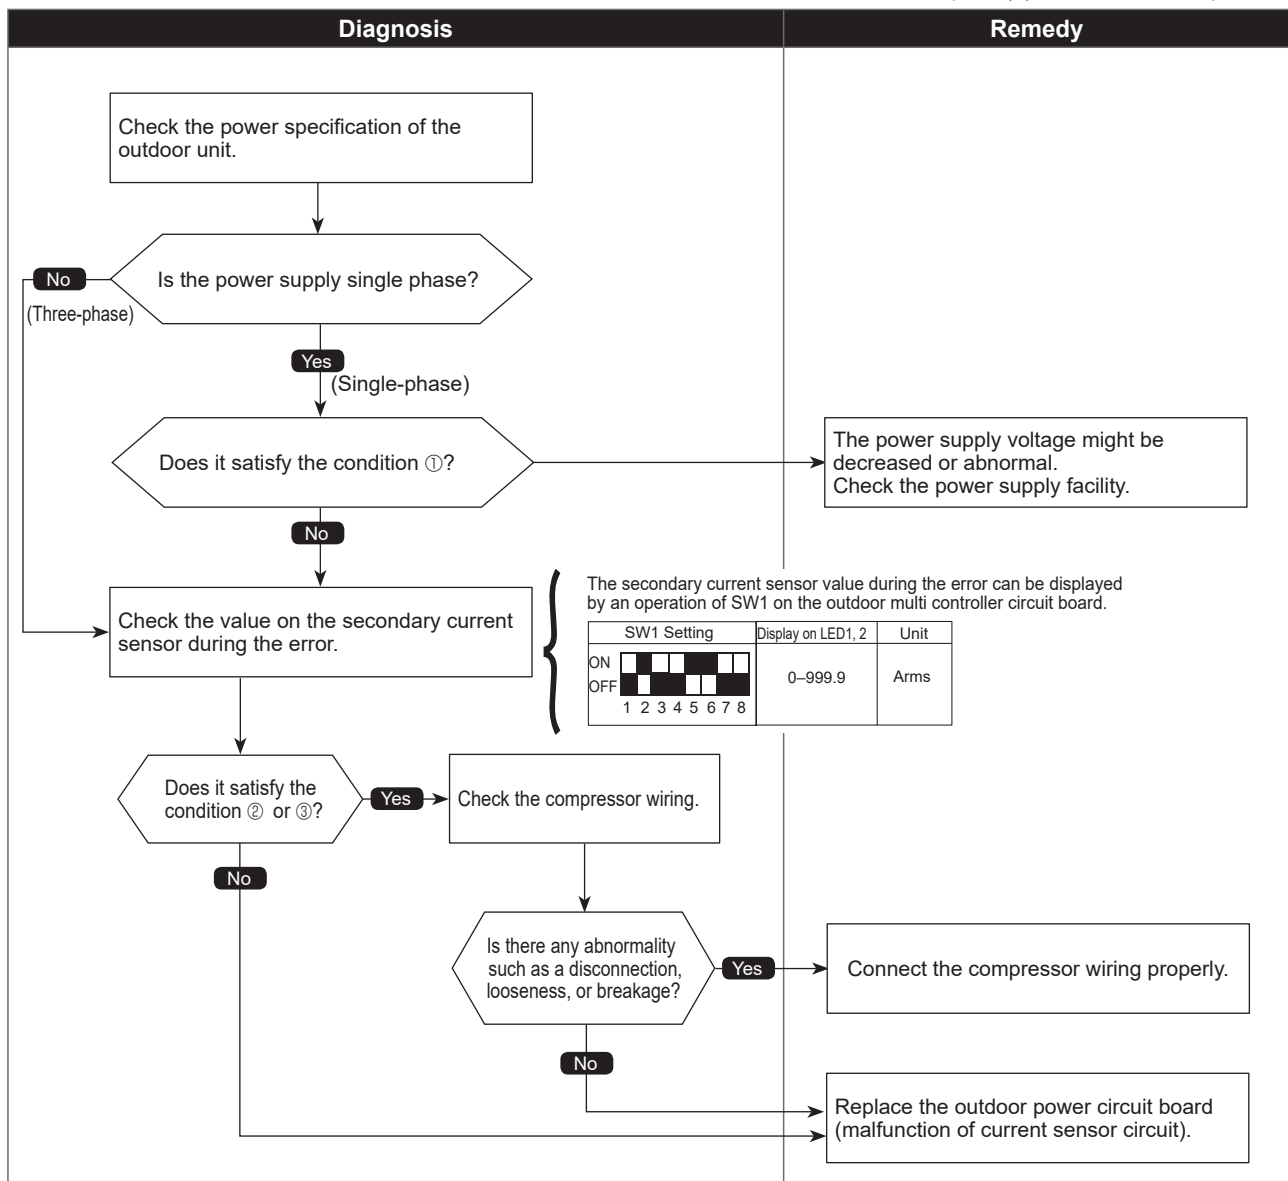 Diagnosis
Remedy
Check the power specification of the
outdoor unit.
Is the power supply single phase?
No
(Three-phase)
Yes
(Single-phase)
Does it satisfy the condition ①?
The power supply voltage might be
decreased or abnormal.
Check the power supply facility.
No
Check the value on the secondary current
sensor during the error.
The secondary current sensor value during the error can be displayed
by an operation of SW1 on the outdoor multi controller circuit board.
SW1 Setting
Display on LED1, 2
Unit
ON
OFF
1 2 3 4 5 6 7 8
0–999.9
Arms
Does it satisfy the
condition ② or ③?
Yes
Check the compressor wiring.
No
Is there any abnormality
such as a disconnection,
looseness, or breakage?
Yes
Connect the compressor wiring properly.
No
Replace the outdoor power circuit board
(malfunction of current sensor circuit).